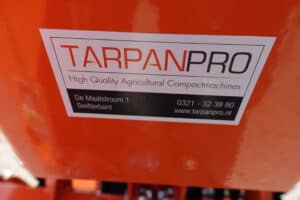 TARPANPRO
High Quality Agricultural Compactmachines
De Maalstroom 1 0321 - 32 38 80
Swifterbant www.tarpanpro.nl